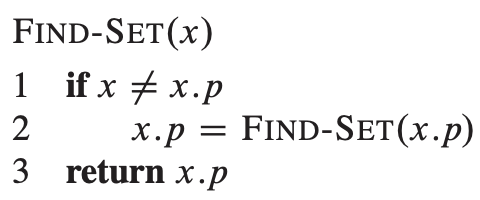 FIND-SET(x)
1 if x ≠ x.p
2 x.p = FIND-SET(x.p)
3 return x.p